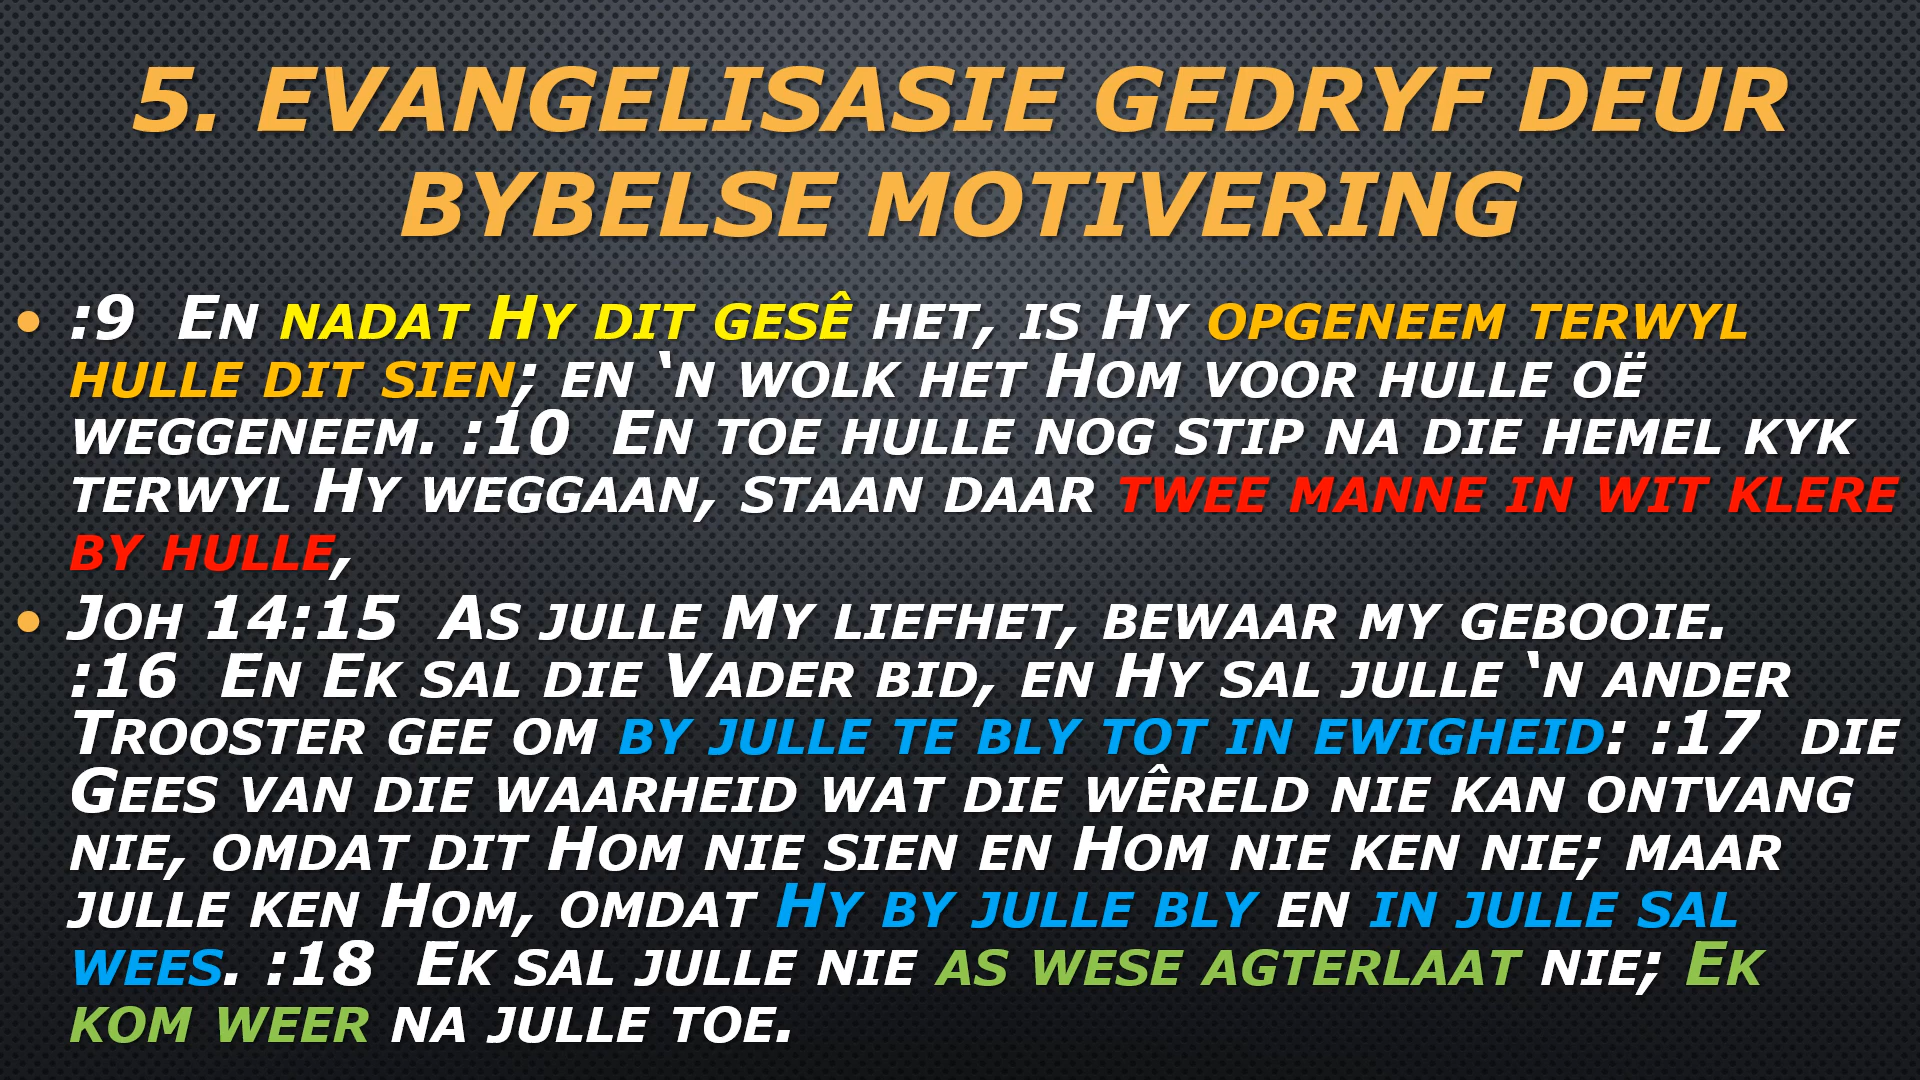 5. EVANGELISASIE GEDRYF DEUR
BYBELSE MOTIVERING
• :9 EN NADAT HY DIT GESÊ HET, IS HY OPGENEEM TERWYL
HULLE DIT SIEN; EN ‘N WOLK HET HOM VOOR HULLE OË
WEGGENEEM. :10 EN TOE HULLE NOG STIP NA DIE HEMEL KYK
TERWYL HY WEGGAAN, STAAN DAAR TWEE MANNE IN WIT KLERE
BY HULLE,
• JOH 14:15 AS JULLE MY LIEFHET, BEWAAR MY GEBOOIE.
:16 EN EK SAL DIE VADER BID, EN HY SAL JULLE ‘N ANDER
TROOSTER GEE OM BY JULLE TE BLY TOT IN EWIGHEID: :17 DIE
GEES VAN DIE WAARHEID WAT DIE WÊRELD NIE KAN ONTVANG
NIE, OMDAT DIT HOM NIE SIEN EN HOM NIE KEN NIE; MAAR
JULLE KEN HOM, OMDAT HY BY JULLE BLY EN IN JULLE SAL
WEES. :18 EK SAL JULLE NIE AS WESE AGTERLAAT NIE; EK
KOM WEER NA JULLE TOE.